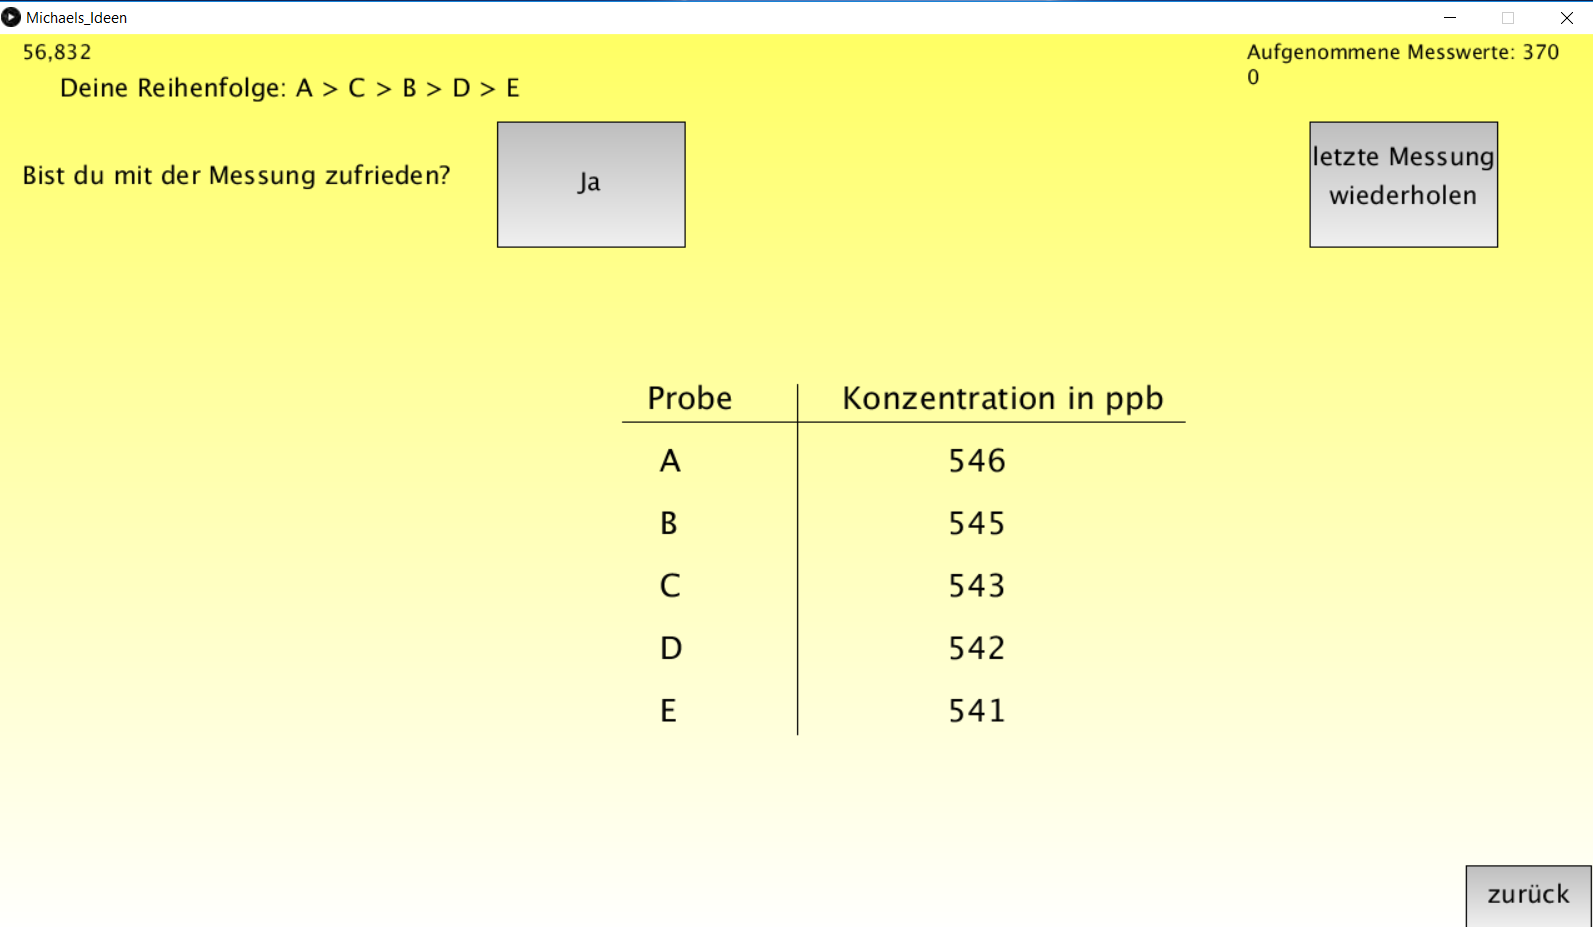 Michaels_Ideen
56,832
Aufgenommene Messwerte: 370
0
Deine Reihenfolge: A > C > B > D > E
Bist du mit der Messung zufrieden?
Ja
letzte Messung
wiederholen
Probe Konzentration in ppb
A 546
B 545
C 543
D 542
E 541
zurück